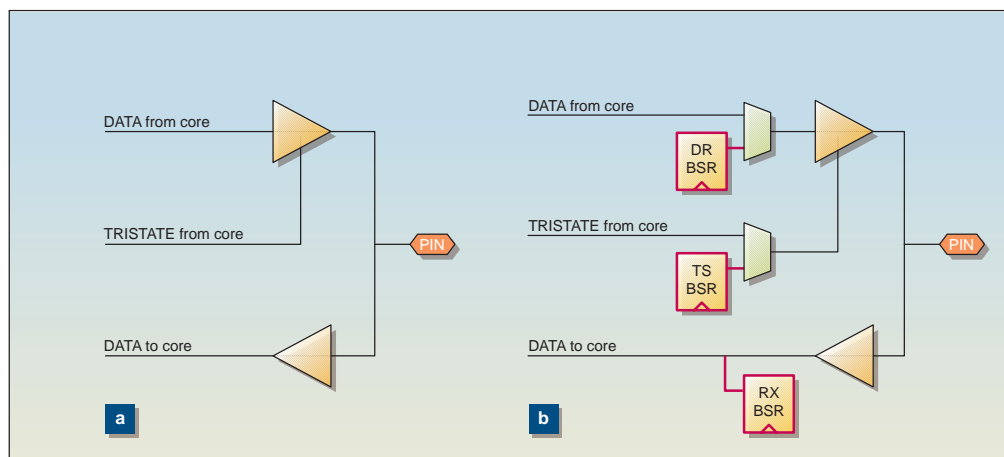 DATA from core
TRISTATE from core
PIN
DATA to core
a
DATA from core
DR
BSR
TRISTATE from core
TS
BSR
PIN
DATA to core
RX
BSR
b